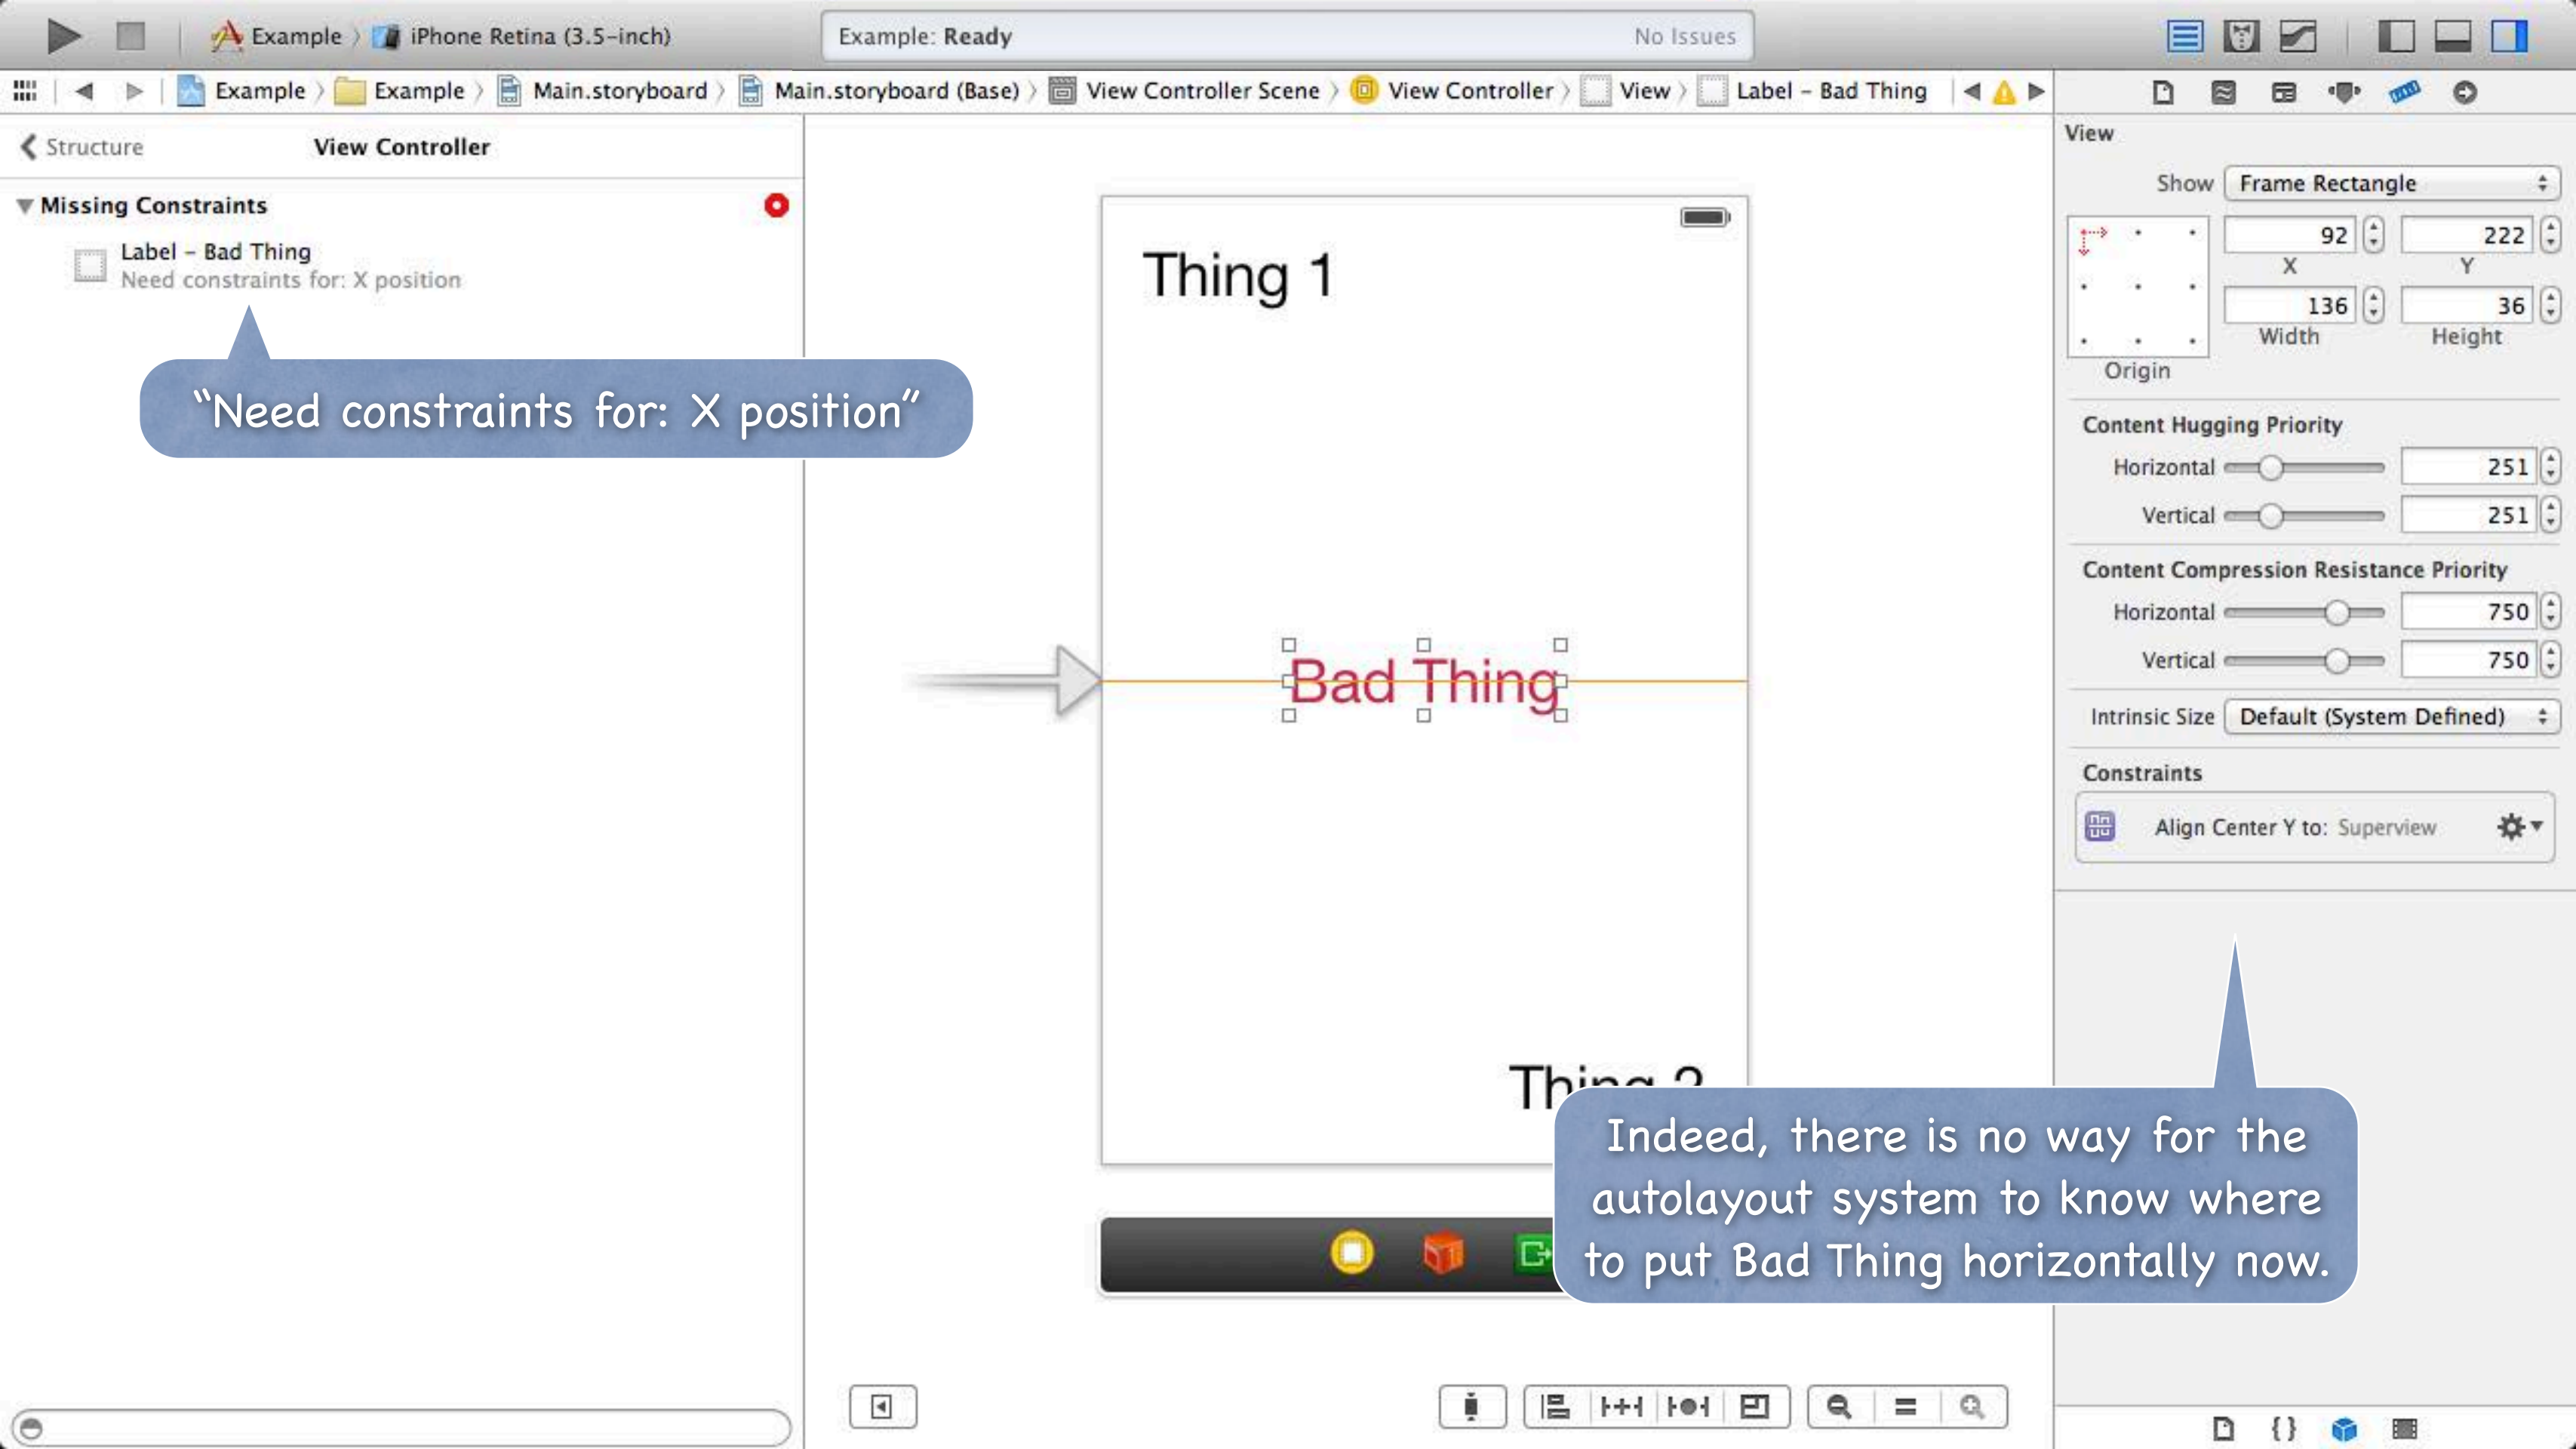 Example
iPhone Retina (3.5-inch)
Example: Ready
No Issues
Example
Example
Main.storyboard
Main.storyboard (Base)
View Controller Scene
View Controller
View
Label - Bad Thing
Structure
View Controller
Missing Constraints
Label - Bad Thing
Need constraints for: X position
“Need constraints for: X position”
Thing 1
Bad Thing
Thing 2
View
Show
Frame Rectangle
92
222
X
Y
136
36
Width
Height
Origin
Content Hugging Priority
Horizontal
251
Vertical
251
Content Compression Resistance Priority
Horizontal
750
Vertical
750
Intrinsic Size
Default (System Defined)
Constraints
Align Center Y to: Superview
Indeed, there is no way for the
autolayout system to know where
to put Bad Thing horizontally now.